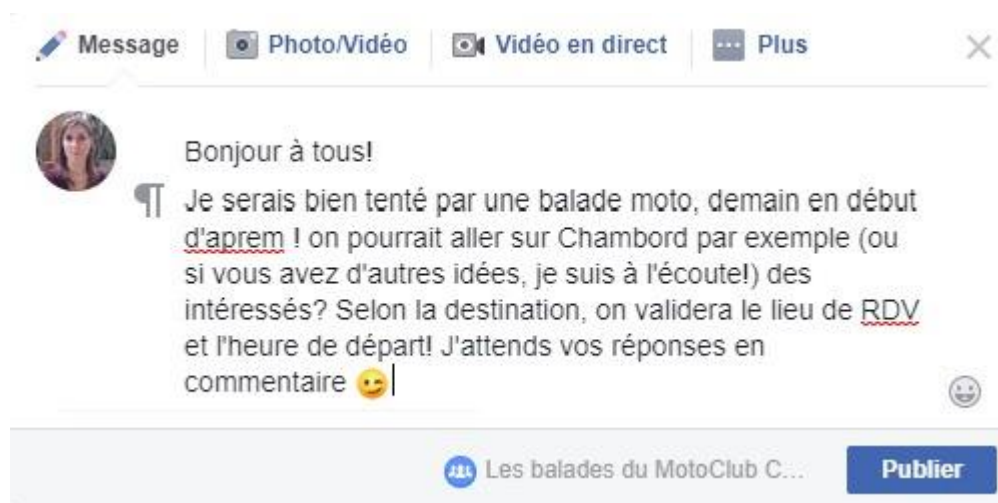 Message Photo/Vidéo Vidéo en direct Plus
Bonjour à tous!
Je serais bien tenté par une balade moto, demain en début
d'aprem ! on pourrait aller sur Chambord par exemple (ou
si vous avez d'autres idées, je suis à l'écoute!) des
intéressés? Selon la destination, on validera le lieu de RDV
et l'heure de départ! J'attends vos réponses en
commentaire 😉
Les balades du MotoClub C... Publier